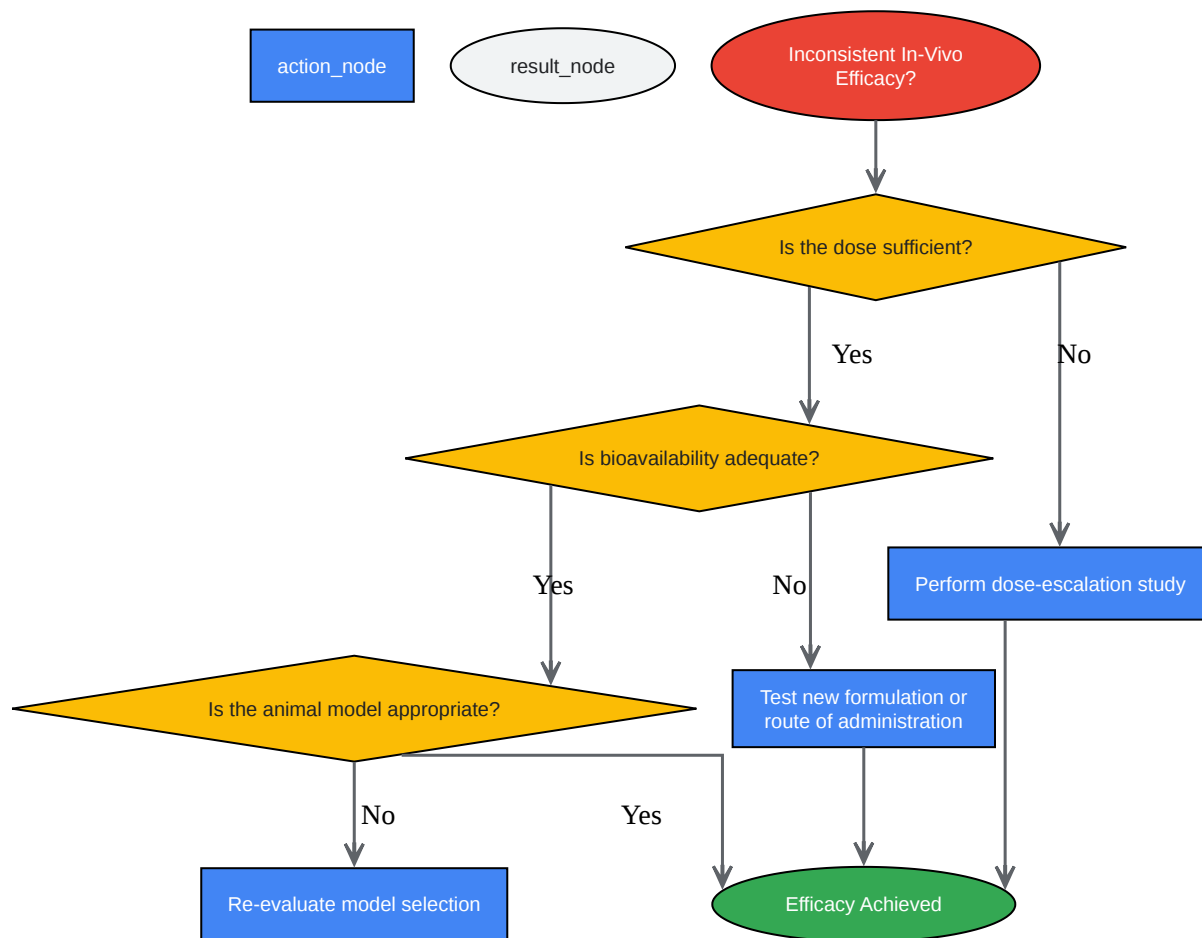 action_node
result_node
Inconsistent In-Vivo
Efficacy?
Is the dose sufficient?
Yes
No
Is bioavailability adequate?
Yes
No
Perform dose-escalation study
Is the animal model appropriate?
Test new formulation or
route of administration
No
Yes
Re-evaluate model selection
Efficacy Achieved